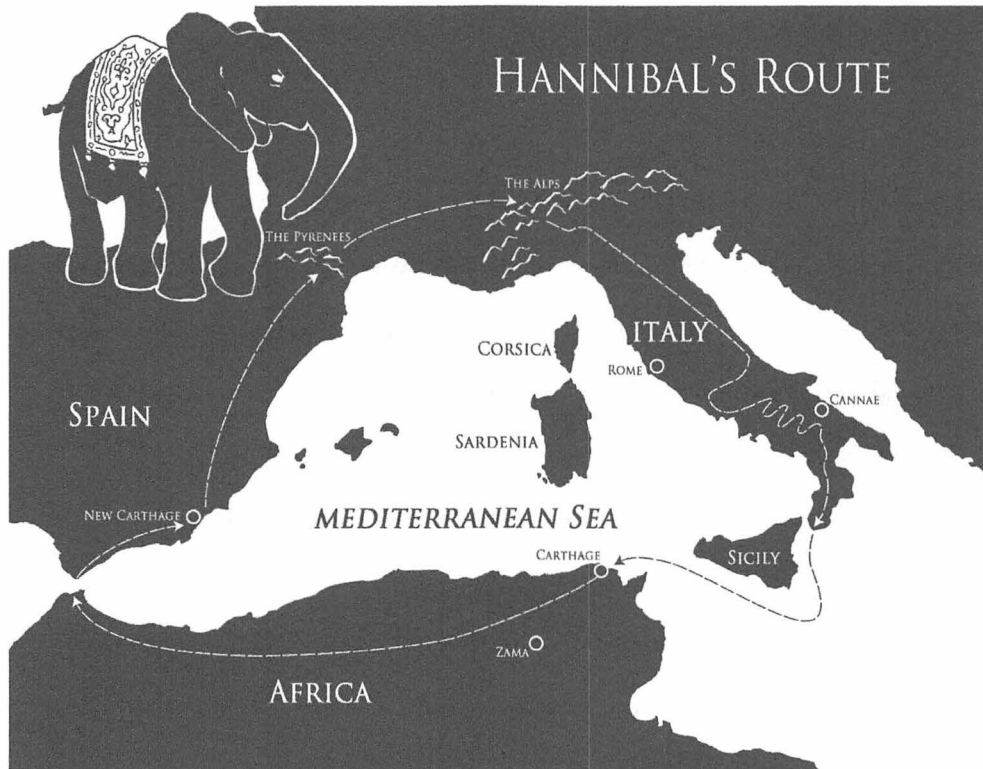 HANNIBAL'S ROUTE
THE ALPS
THE PYRENEES
ITALY
CORSICA
ROME
CANNAE
SPAIN
SARDENIA
NEW CARTHAGE
MEDITERRANEAN SEA
CARTHAGE
SICILY
ZAMA
AFRICA